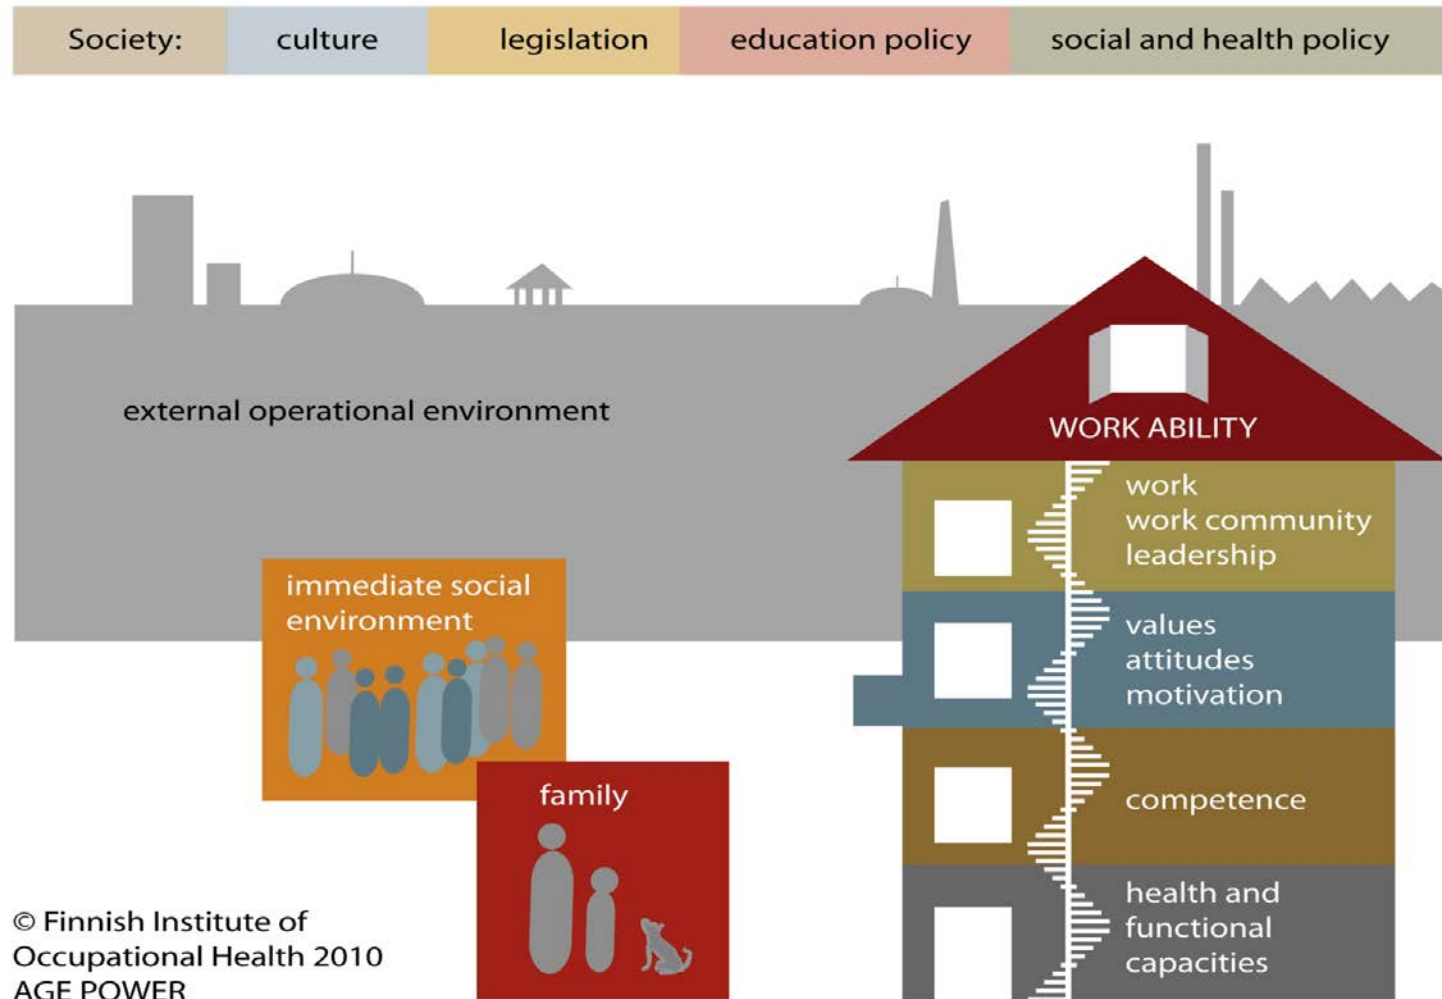 Society: culture legislation education policy social and health policy
external operational environment
WORK ABILITY
work
work community
leadership
immediate social
environment
values
attitudes
motivation
family
competence
health and
functional
capacities
© Finnish Institute of
Occupational Health 2010
AGE POWER